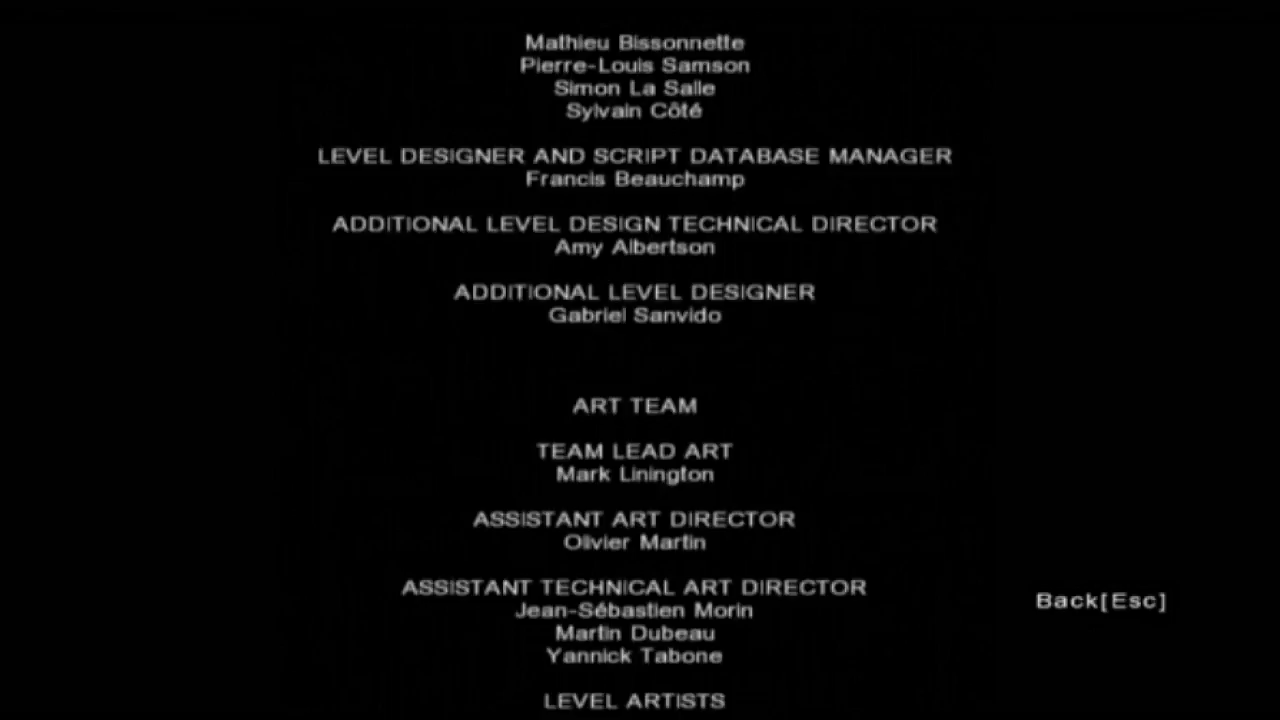 Mathieu Bissonnette
Pierre-Louis Samson
Simon La Salle
Sylvain Côté
LEVEL DESIGNER AND SCRIPT DATABASE MANAGER
Francis Beauchamp
ADDITIONAL LEVEL DESIGN TECHNICAL DIRECTOR
Amy Albertson
ADDITIONAL LEVEL DESIGNER
Gabriel Sanvido
ART TEAM
TEAM LEAD ART
Mark Linington
ASSISTANT ART DIRECTOR
Olivier Martin
ASSISTANT TECHNICAL ART DIRECTOR
Jean-Sébastien Morin
Back[Esc]
Martin Dubeau
Yannick Tabone
LEVEL ARTISTS